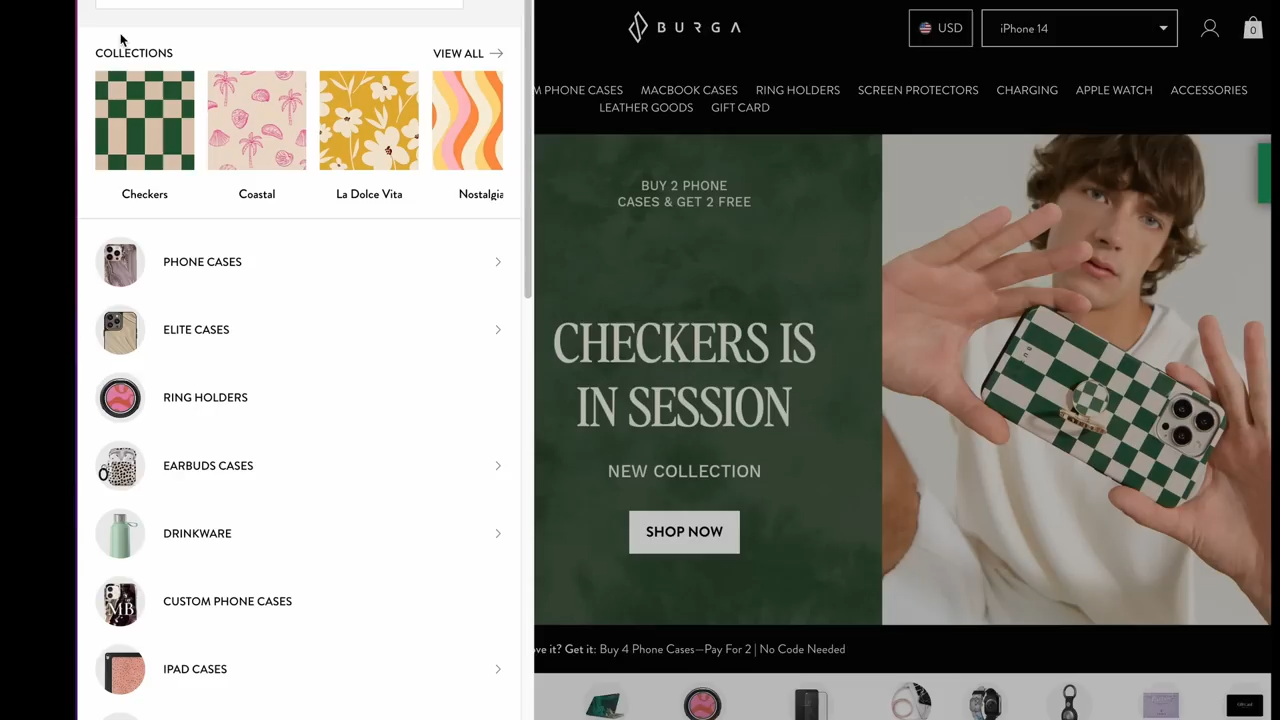 COLLECTIONS
VIEW ALL
Checkers
Coastal
La Dolce Vita
Nostalgia
PHONE CASES
ELITE CASES
RING HOLDERS
EARBUDS CASES
DRINKWARE
CUSTOM PHONE CASES
MB
IPAD CASES
BURGA
USD
iPhone 14
0
M PHONE CASES
MACBOOK CASES
RING HOLDERS
SCREEN PROTECTORS
CHARGING
APPLE WATCH
ACCESSORIES
LEATHER GOODS
GIFT CARD
BUY 2 PHONE
CASES & GET 2 FREE
CHECKERS IS
IN SESSION
NEW COLLECTION
SHOP NOW
ve it? Get it: Buy 4 Phone Cases—Pay For 2 | No Code Needed